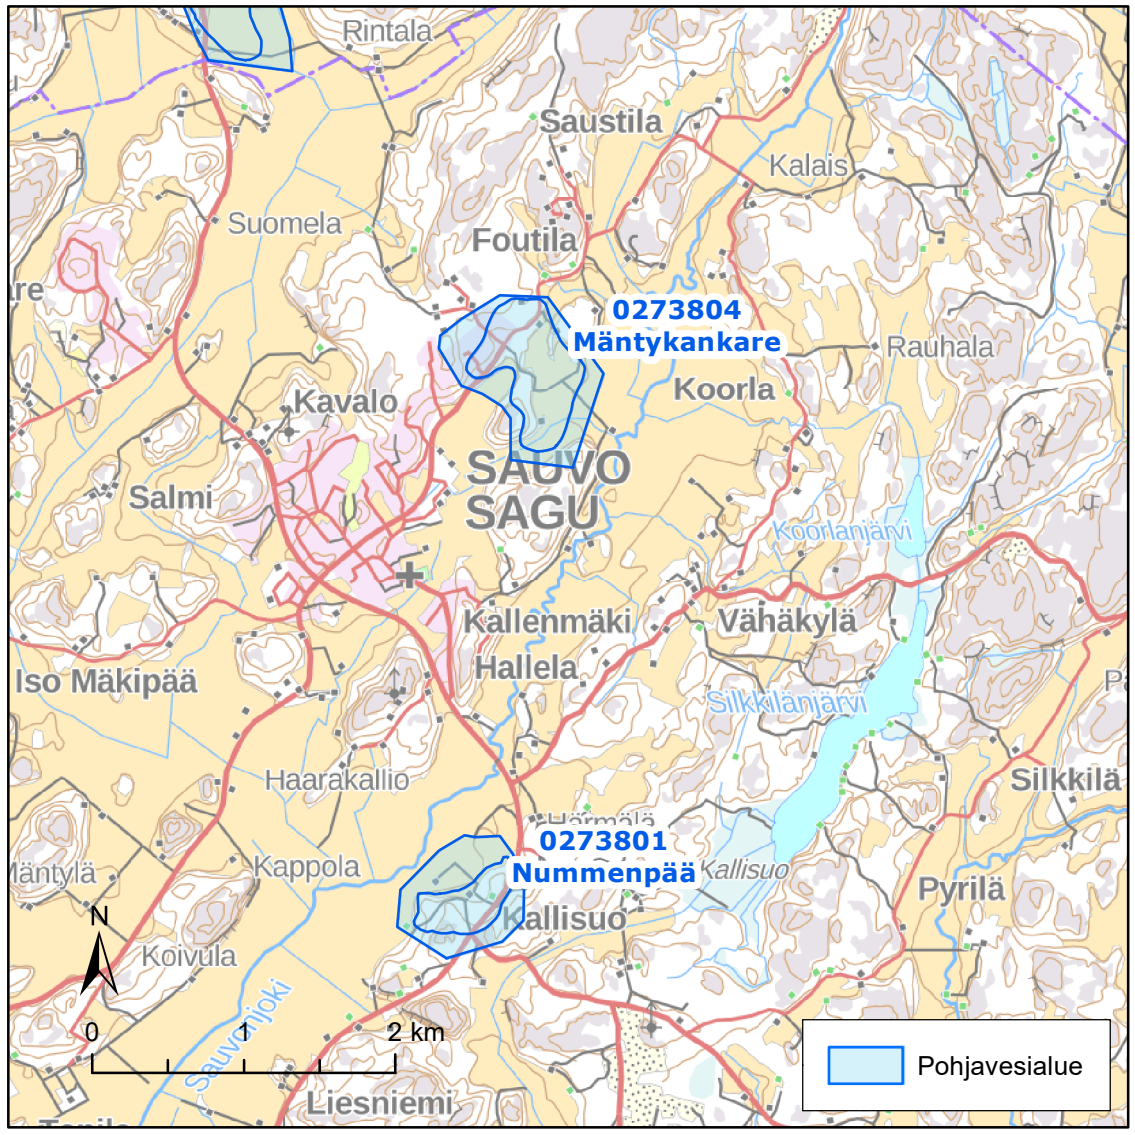 Rintala
Saustila
Kalais
Suomela
Foutila
0273804
Mäntykankare
Rauhala
Koorla
Kavalo
SAUVO
SAGU
Salmi
Koorlanjärvi
Kallenmäki
Vähäkylä
Hallela
Iso Mäkipää
Silkkilänjärvi
Haarakallio
Silkkilä
Härmälä
0273801
Nummenpää
Kallisuo
Kappola
Pyrilä
Kallisuo
N
Koivula
Sauvonjoki
0 1 2 km
Pohjavesialue
Liesniemi